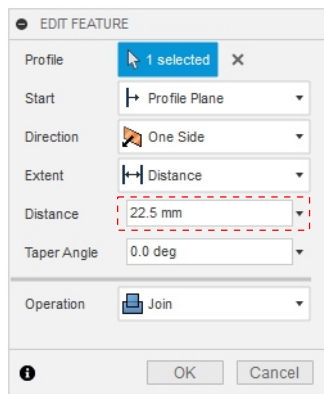 EDIT FEATURE
Profile 1 selected
Start Profile Plane
Direction One Side
Extent Distance
Distance 22.5 mm
Taper Angle 0.0 deg
Operation Join
OK Cancel